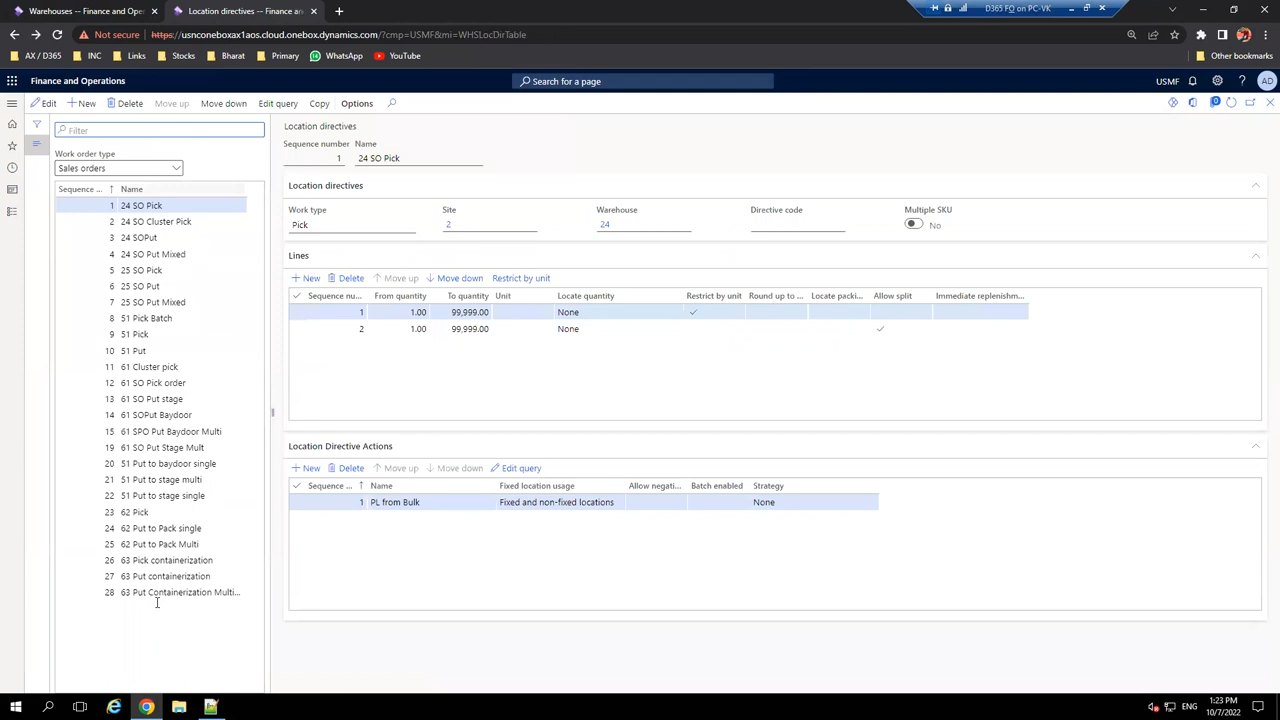 Warehouses -- Finance and Oper
Location directives -- Finance an
D365 FO on PC-VK
Not secure
https://usnconeboxax1aos.cloud.onebox.dynamics.com/?cmp=USMF&mi=WHSLocDirTable
AX / D365
INC
Links
Stocks
Bharat
Primary
WhatsApp
YouTube
Other bookmarks
Finance and Operations
Search for a page
USMF
AD
Edit
New
Delete
Move up
Move down
Edit query
Copy
Options
0
Filter
Work order type
Sales orders
Sequence ... Name
1 24 SO Pick
2 24 SO Cluster Pick
3 24 SOPut
4 24 SO Put Mixed
5 25 SO Pick
6 25 SO Put
7 25 SO Put Mixed
8 51 Pick Batch
9 51 Pick
10 51 Put
11 61 Cluster pick
12 61 SO Pick order
13 61 SO Put stage
14 61 SOPut Baydoor
15 61 SPO Put Baydoor Multi
19 61 SO Put Stage Mult
20 51 Put to baydoor single
21 51 Put to stage multi
22 51 Put to stage single
23 62 Pick
24 62 Put to Pack single
25 62 Put to Pack Multi
26 63 Pick containerization
27 63 Put containerization
28 63 Put Containerization Multi...
Location directives
Sequence number Name
1 24 SO Pick
Location directives
Work type Site Warehouse Directive code Multiple SKU
Pick 2 24 No
Lines
New Delete Move up Move down Restrict by unit
Sequence nu... From quantity To quantity Unit Locate quantity Restrict by unit Round up to ... Locate packi... Allow split Immediate replenishm...
1 1.00 99,999.00 None
2 1.00 99,999.00 None
Location Directive Actions
New Delete Move up Move down Edit query
Sequence ... Name Fixed location usage Allow negati... Batch enabled Strategy
1 PL from Bulk Fixed and non-fixed locations None
ENG
1:23 PM
10/7/2022